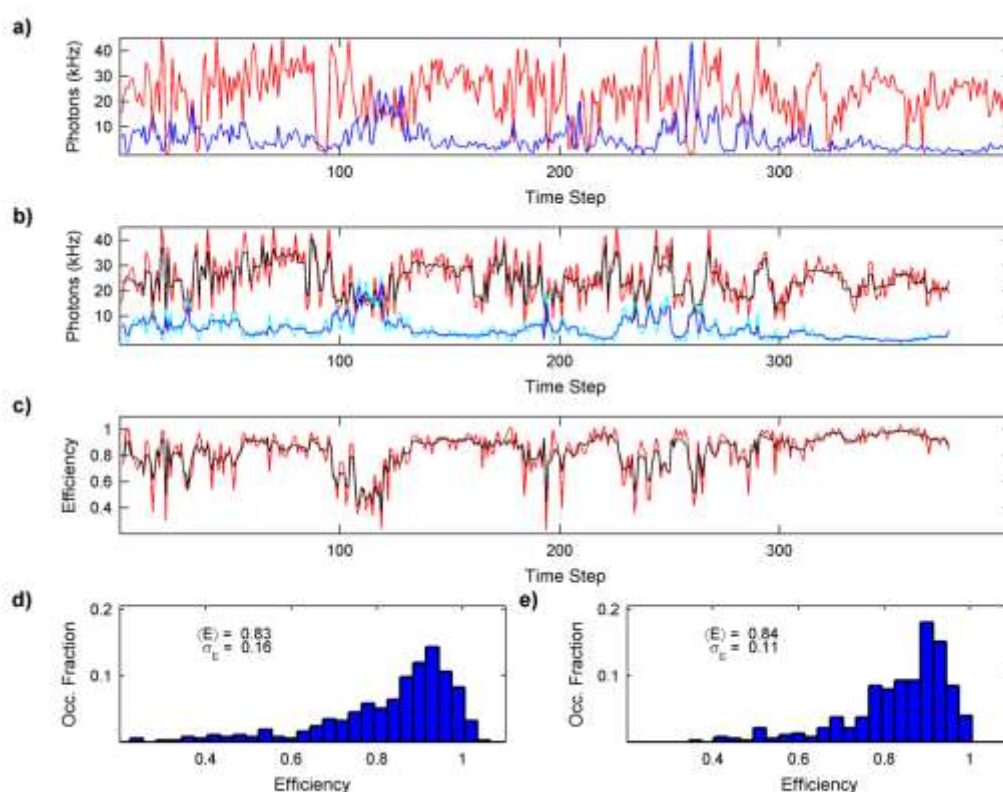 a)
Photons (kHz)
40
30
20
10
100
200
300
Time Step
b)
Photons (kHz)
40
30
20
10
100
200
300
Time Step
c)
Efficiency
1
0.8
0.6
0.4
100
200
300
Time Step
d)
Occ. Fraction
0.2
0.1
⟨E⟩ = 0.83
σE = 0.16
0.4 0.6 0.8 1
Efficiency
e)
Occ. Fraction
0.2
0.1
⟨E⟩ = 0.84
σE = 0.11
0.4 0.6 0.8 1
Efficiency